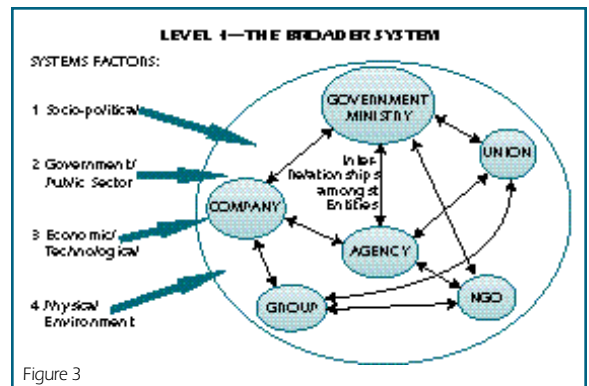 LEVEL 1—THE BROADER SYSTEM
SYSTEMS FACTORS:
1 Socio-political
2 Government/
Public Sector
3 Economic/
Technological
4 Physical
Environment
GOVERNMENT
MINISTRY
UNION
Inter-
Relationships
amongst
Entities
COMPANY
AGENCY
GROUP
NGO
Figure 3